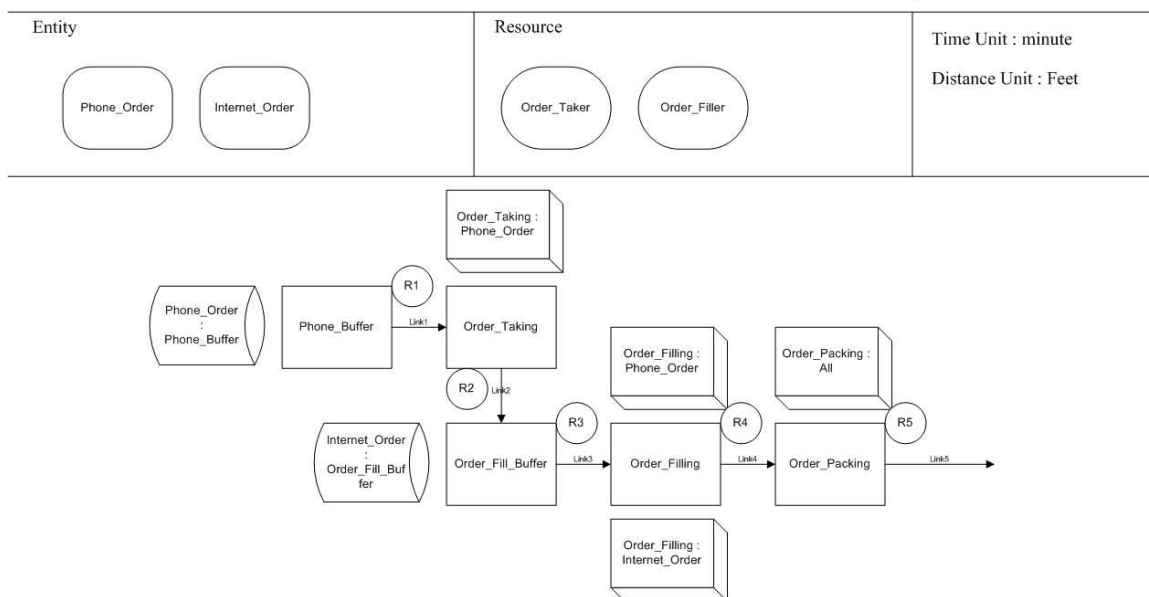 Entity
Resource
Time Unit : minute
Distance Unit : Feet
Phone_Order
Internet_Order
Order_Taker
Order_Filler
Order_Taking :
Phone_Order
R1
Phone_Order
:
Phone_Buffer
Phone_Buffer
Link1
Order_Taking
Order_Filling :
Phone_Order
Order_Packing :
All
R2
Link2
R3
R4
R5
Internet_Order
:
Order_Fill_Buf
fer
Order_Fill_Buffer
Link3
Order_Filling
Link4
Order_Packing
Link5
Order_Filling :
Internet_Order